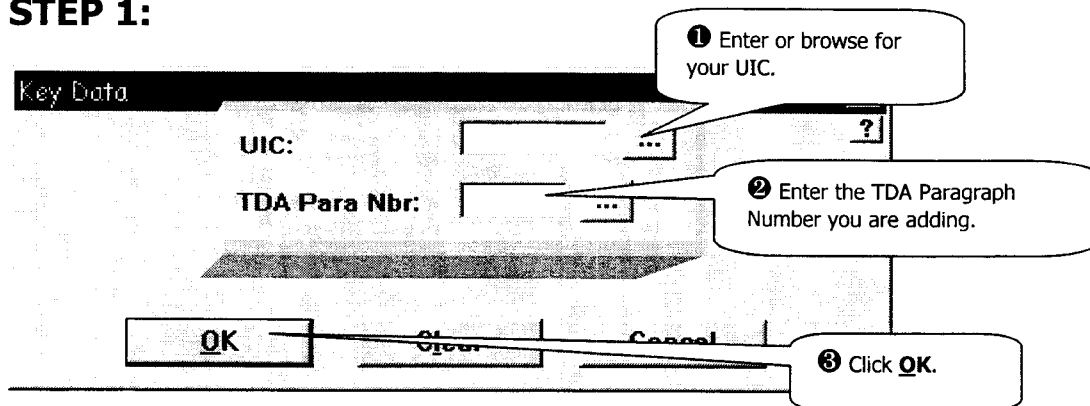 STEP 1:
❶ Enter or browse for
your UIC.
Key Data
?
UIC:
...
❷ Enter the TDA Paragraph
Number you are adding.
TDA Para Nbr:
...
OK
Clear
Cancel
❸ Click OK.